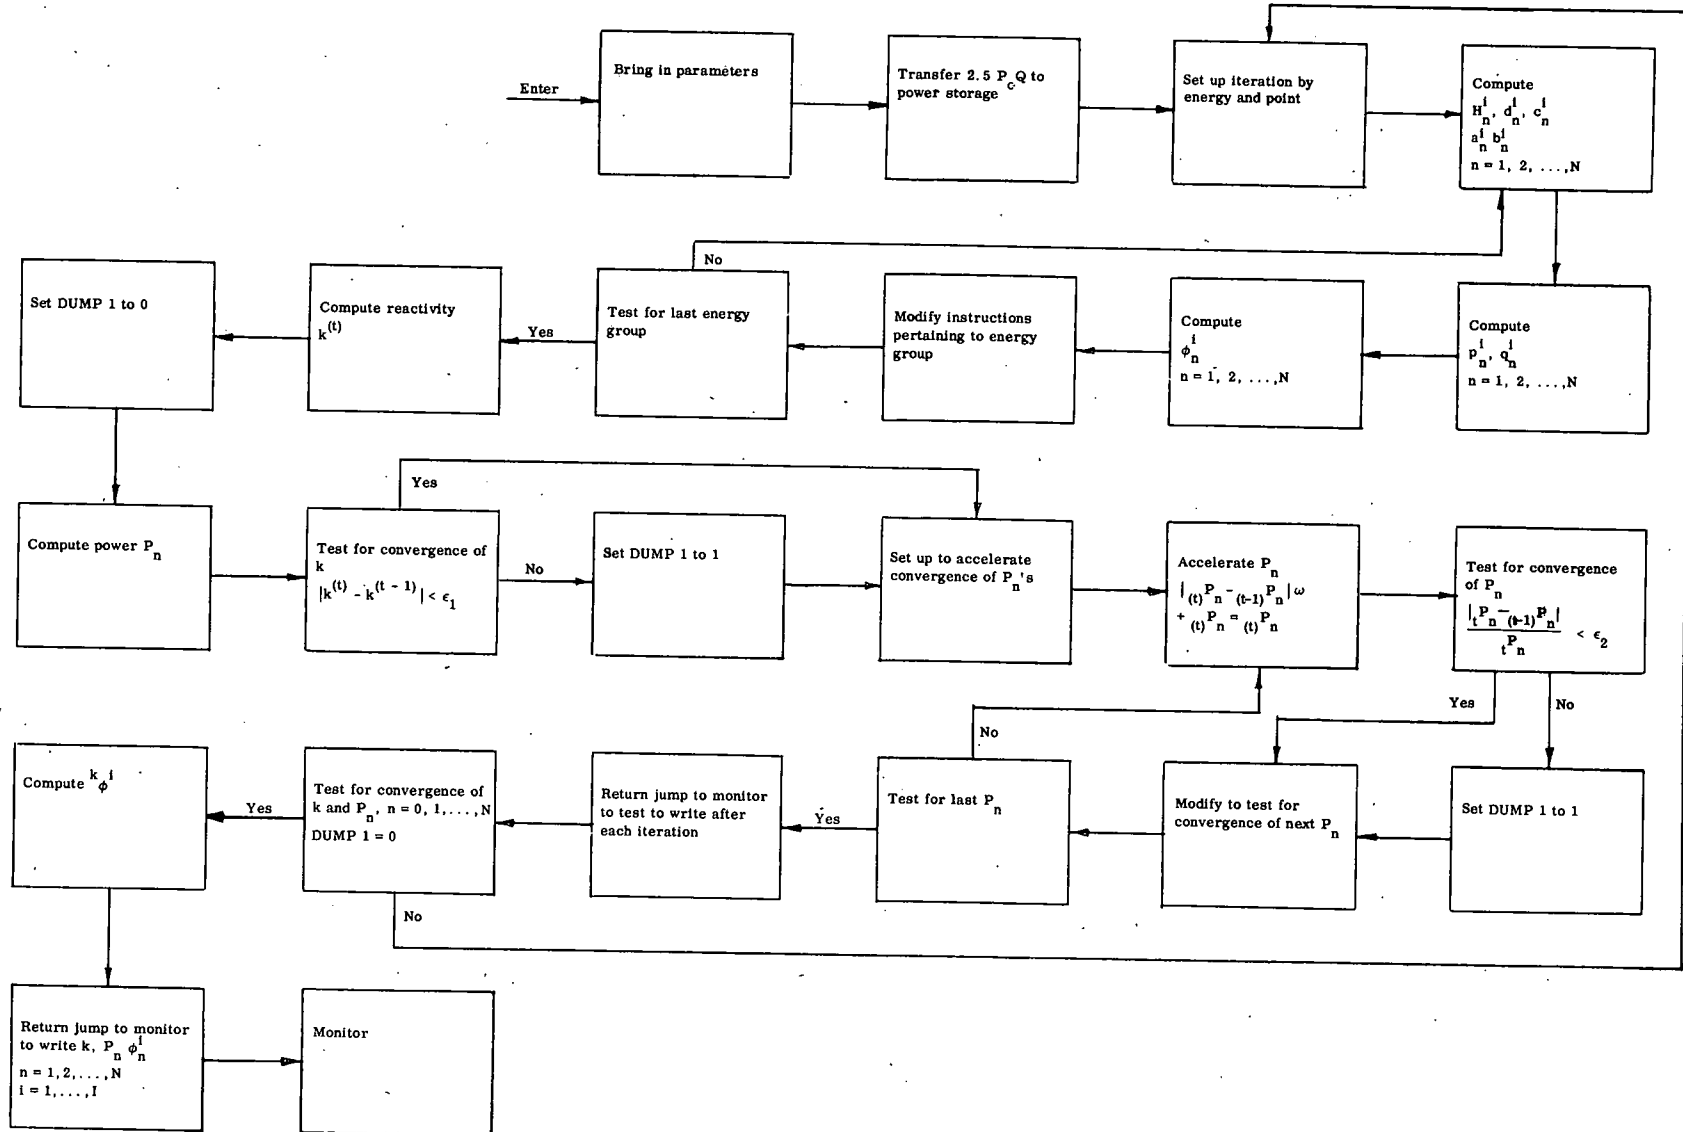 Enter
Bring in parameters
Transfer 2.5 P_c Q to
power storage
Set up iteration by
energy and point
Compute
H_n^i, d_n^i, c_n^i
a_n^i b_n^i
n = 1, 2, ...,N
Set DUMP 1 to 0
Compute reactivity
k^(t)
Yes
Test for last energy
group
No
Modify instructions
pertaining to energy
group
Compute
ϕ_n^i
n = 1, 2, ...,N
Compute
p_n^i, q_n^i
n = 1, 2, ...,N
Compute power P_n
Test for convergence of
k
|k^(t) - k^(t - 1)| < ϵ_1
Yes
No
Set DUMP 1 to 1
Set up to accelerate
convergence of P_n's
Accelerate P_n
|_(t)P_n - _(t-1)P_n| ω
+ _(t)P_n = _(t)P_n
Test for convergence
of P_n
|_tP_n - _(t-1)P_n|
_tP_n < ϵ_2
Yes
No
Compute ^kϕ^i
Yes
Test for convergence of
k and P_n, n = 0, 1,...,N
DUMP 1 = 0
No
Return jump to monitor
to test to write after
each iteration
Yes
Test for last P_n
No
Modify to test for
convergence of next P_n
Set DUMP 1 to 1
Return jump to monitor
to write k, P_n ϕ_n^i
n = 1,2,...,N
i = 1,...,I
Monitor